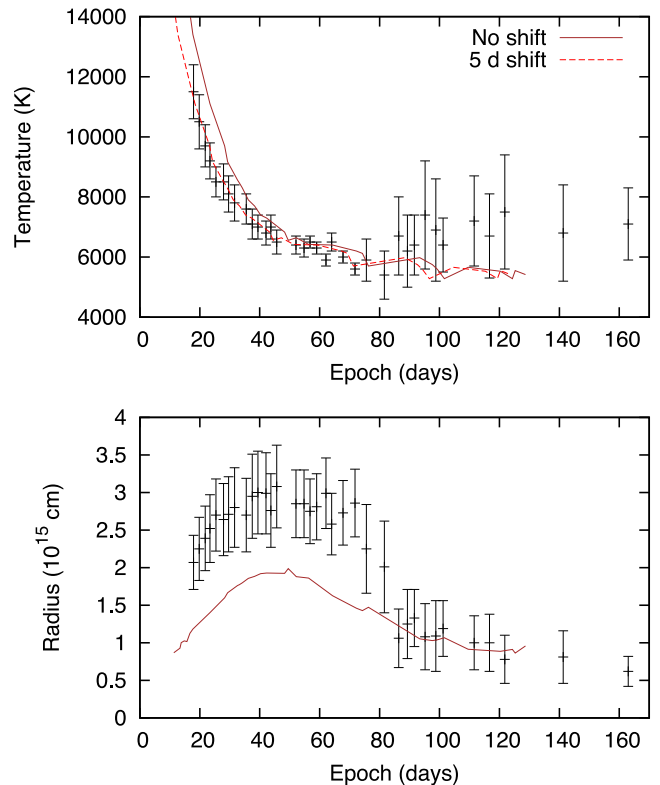 14000
12000
10000
8000
6000
4000
Temperature (K)
No shift
5 d shift
0 20 40 60 80 100 120 140 160
Epoch (days)
4
3.5
3
2.5
2
1.5
1
0.5
0
Radius (10¹⁵ cm)
0 20 40 60 80 100 120 140 160
Epoch (days)